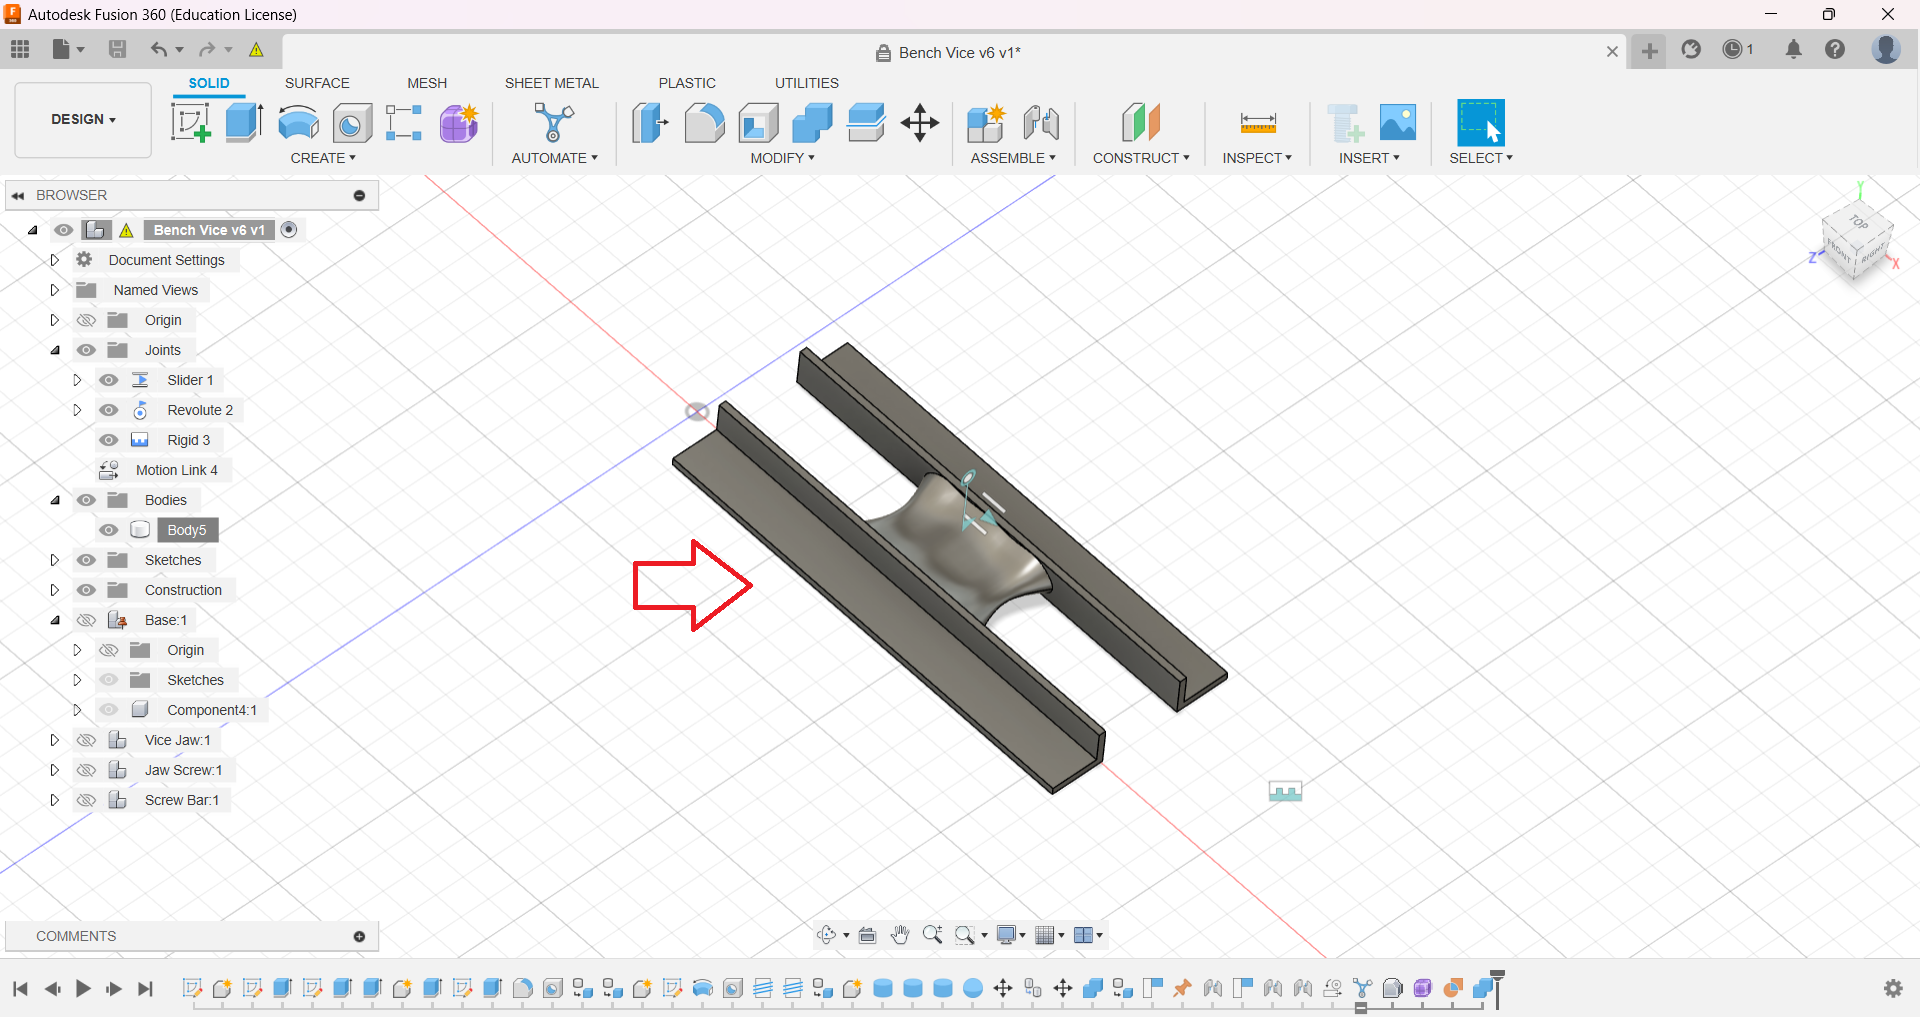 Autodesk Fusion 360 (Education License)
Bench Vice v6 v1*
1
DESIGN
SOLID
SURFACE
MESH
SHEET METAL
PLASTIC
UTILITIES
CREATE
AUTOMATE
MODIFY
ASSEMBLE
CONSTRUCT
INSPECT
INSERT
SELECT
BROWSER
Bench Vice v6 v1
Document Settings
Named Views
Origin
Joints
Slider 1
Revolute 2
Rigid 3
Motion Link 4
Bodies
Body5
Sketches
Construction
Base:1
Origin
Sketches
Component4:1
Vice Jaw:1
Jaw Screw:1
Screw Bar:1
Y
TOP
FRONT
RIGHT
Z
X
COMMENTS